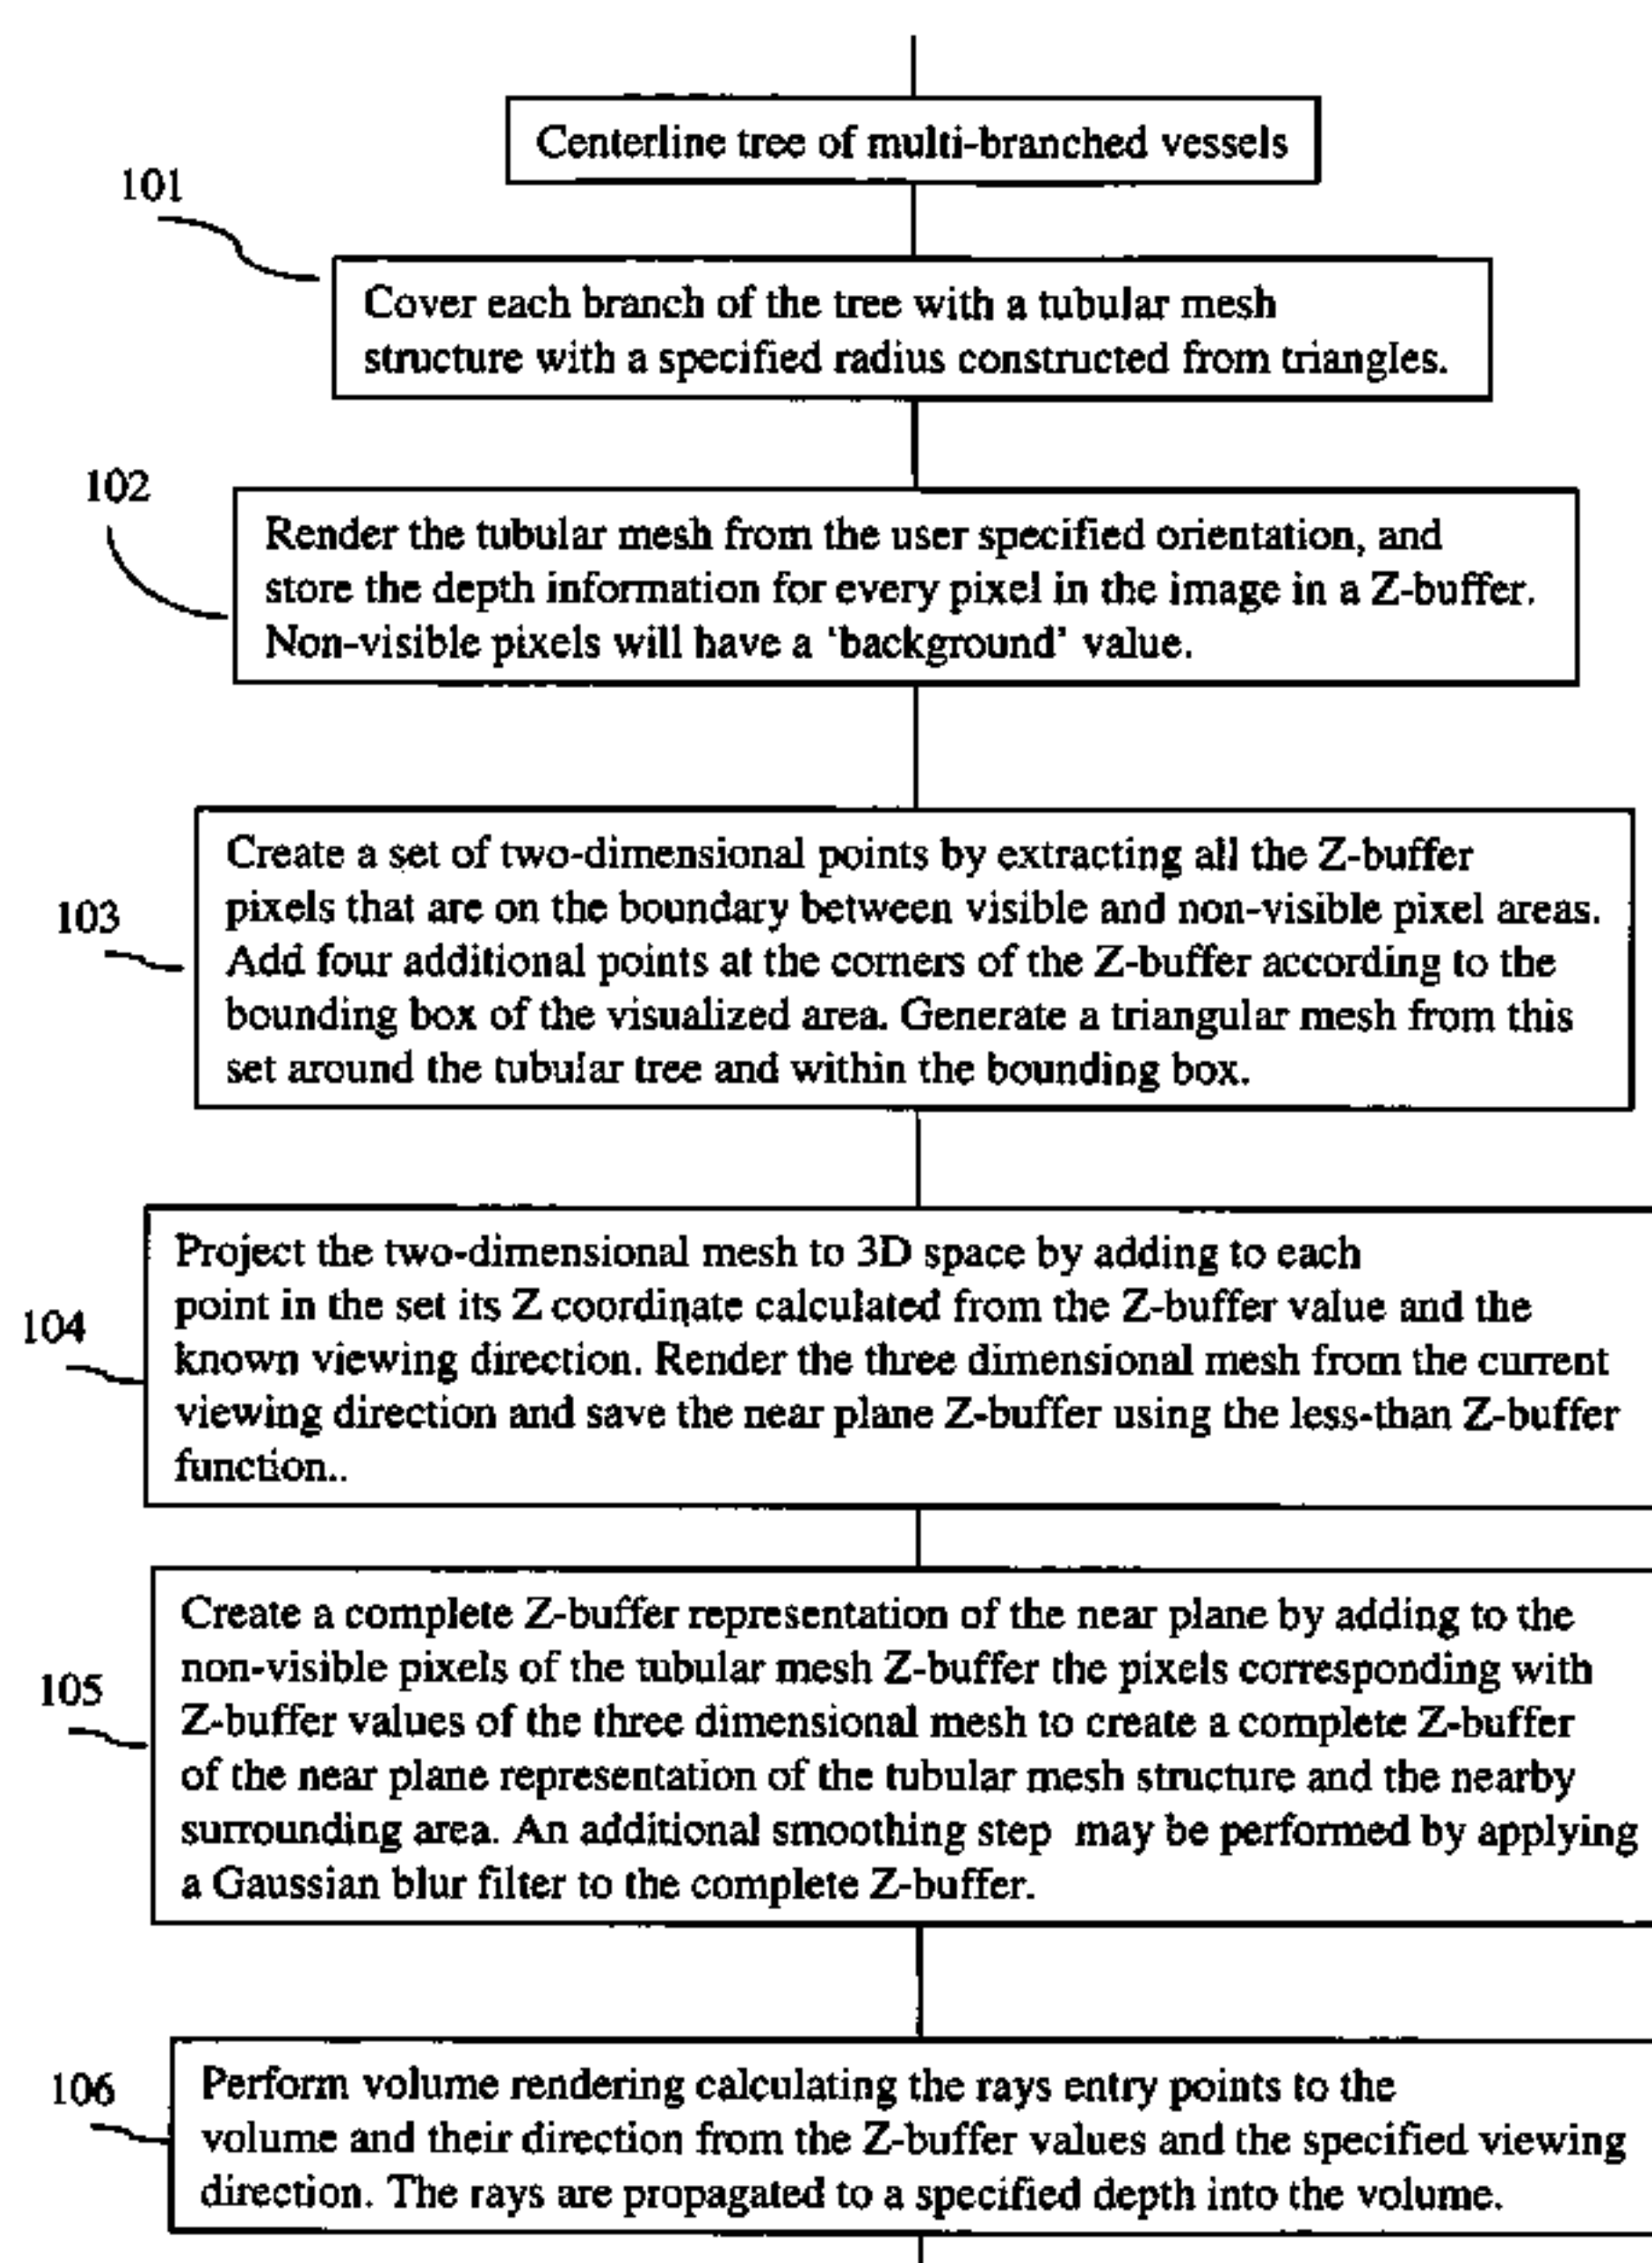 Centerline tree of multi-branched vessels
101
Cover each branch of the tree with a tubular mesh
structure with a specified radius constructed from triangles.
102
Render the tubular mesh from the user specified orientation, and
store the depth information for every pixel in the image in a Z-buffer.
Non-visible pixels will have a 'background' value.
103
Create a set of two-dimensional points by extracting all the Z-buffer
pixels that are on the boundary between visible and non-visible pixel areas.
Add four additional points at the corners of the Z-buffer according to the
bounding box of the visualized area. Generate a triangular mesh from this
set around the tubular tree and within the bounding box.
104
Project the two-dimensional mesh to 3D space by adding to each
point in the set its Z coordinate calculated from the Z-buffer value and the
known viewing direction. Render the three dimensional mesh from the current
viewing direction and save the near plane Z-buffer using the less-than Z-buffer
function..
105
Create a complete Z-buffer representation of the near plane by adding to the
non-visible pixels of the tubular mesh Z-buffer the pixels corresponding with
Z-buffer values of the three dimensional mesh to create a complete Z-buffer
of the near plane representation of the tubular mesh structure and the nearby
surrounding area. An additional smoothing step may be performed by applying
a Gaussian blur filter to the complete Z-buffer.
106
Perform volume rendering calculating the rays entry points to the
volume and their direction from the Z-buffer values and the specified viewing
direction. The rays are propagated to a specified depth into the volume.